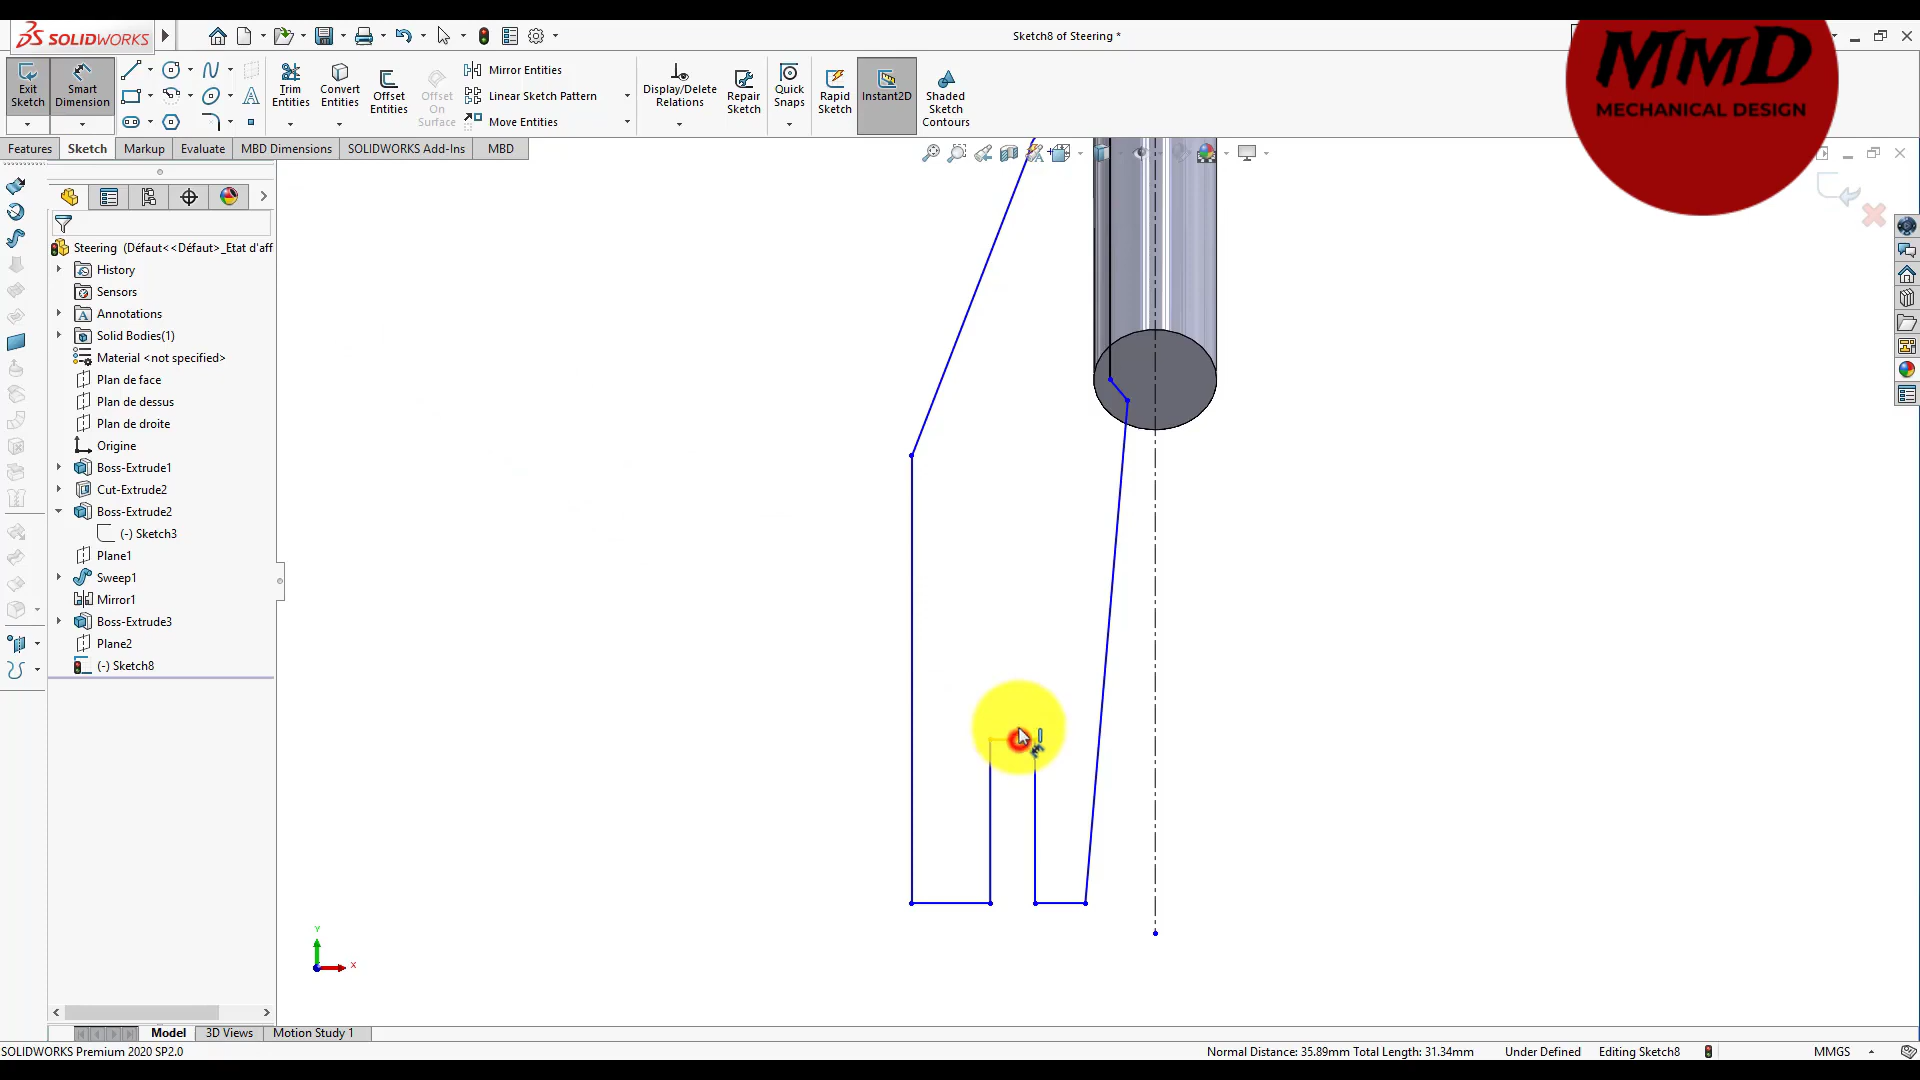 SOLIDWORKS
Sketch8 of Steering *
MMD
MECHANICAL DESIGN
Exit Sketch
Smart Dimension
Trim Entities
Convert Entities
Offset Entities
Offset On Surface
Mirror Entities
Linear Sketch Pattern
Move Entities
Display/Delete Relations
Repair Sketch
Quick Snaps
Rapid Sketch
Instant2D
Shaded Sketch Contours
Features
Sketch
Markup
Evaluate
MBD Dimensions
SOLIDWORKS Add-Ins
MBD
Steering (Défaut<<Défaut>_Etat d'aff
History
Sensors
Annotations
Solid Bodies(1)
Material <not specified>
Plan de face
Plan de dessus
Plan de droite
Origine
Boss-Extrude1
Cut-Extrude2
Boss-Extrude2
(-) Sketch3
Plane1
Sweep1
Mirror1
Boss-Extrude3
Plane2
(-) Sketch8
Y
X
Model
3D Views
Motion Study 1
SOLIDWORKS Premium 2020 SP2.0
Normal Distance: 35.89mm Total Length: 31.34mm
Under Defined
Editing Sketch8
MMGS